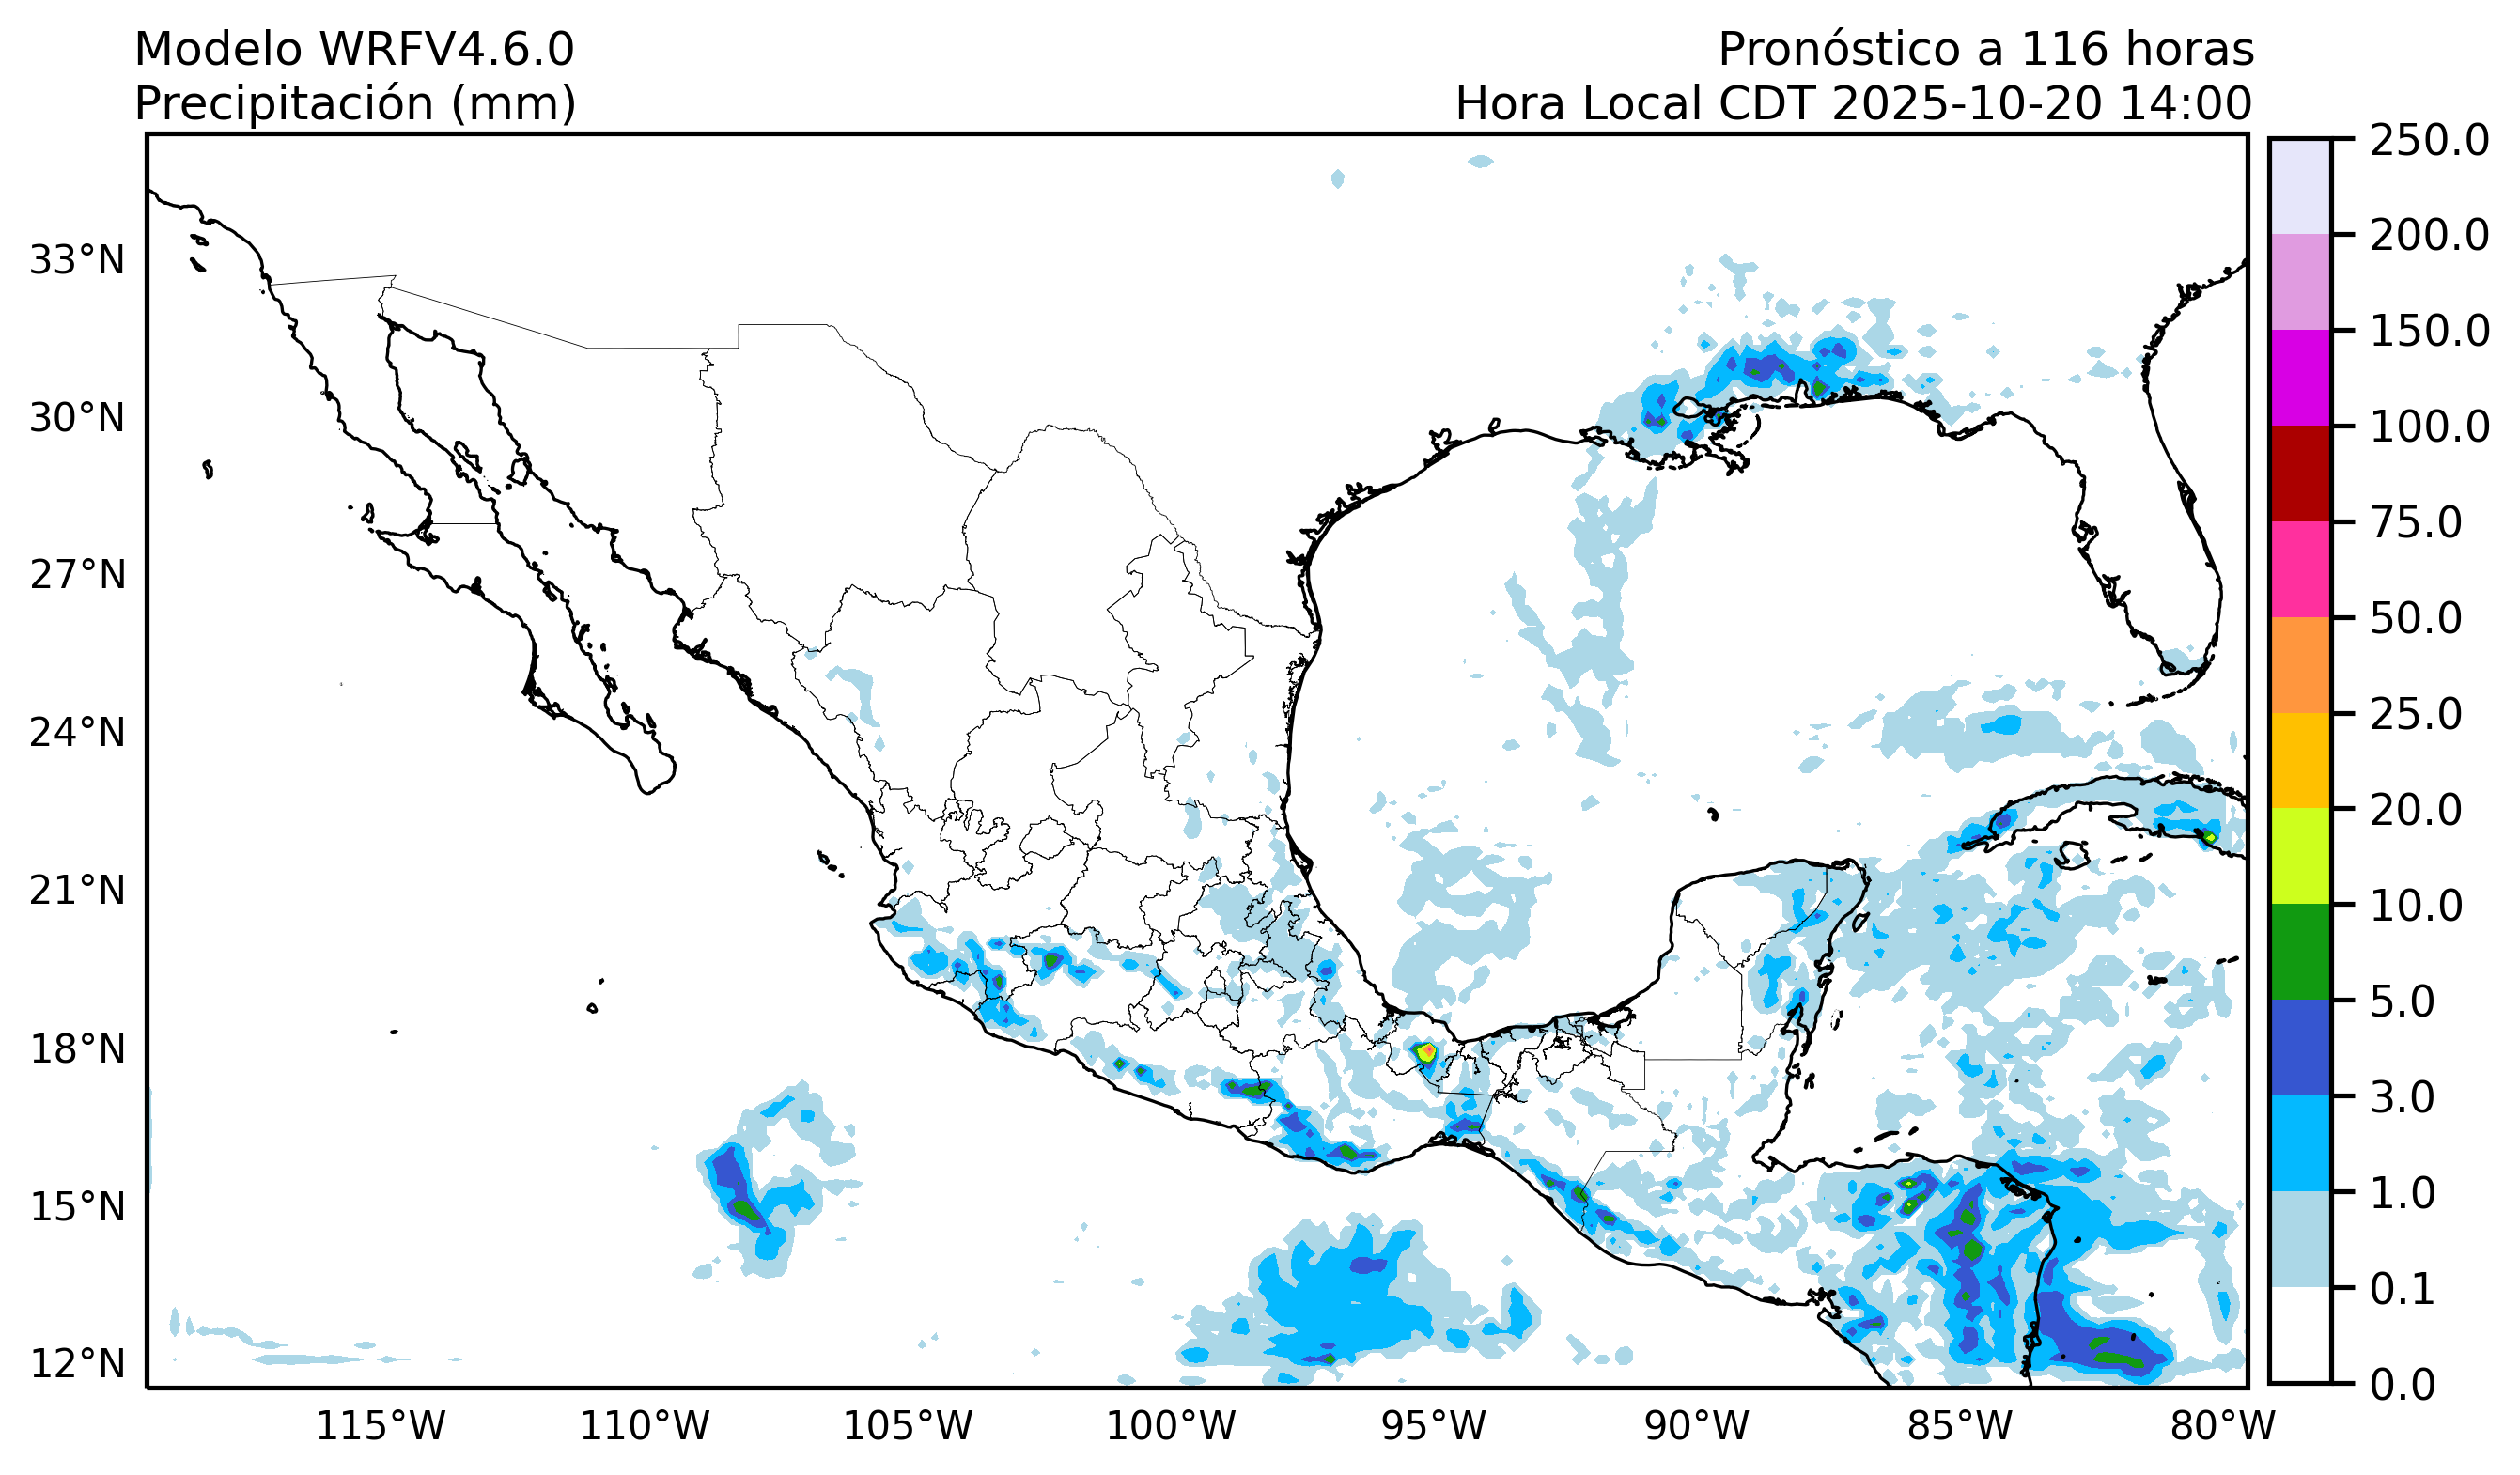 Modelo WRFV4.6.0
Precipitación (mm)
Pronóstico a 116 horas
Hora Local CDT 2025-10-20 14:00
33°N
30°N
27°N
24°N
21°N
18°N
15°N
12°N
115°W
110°W
105°W
100°W
95°W
90°W
85°W
80°W
250.0
200.0
150.0
100.0
75.0
50.0
25.0
20.0
10.0
5.0
3.0
1.0
0.1
0.0